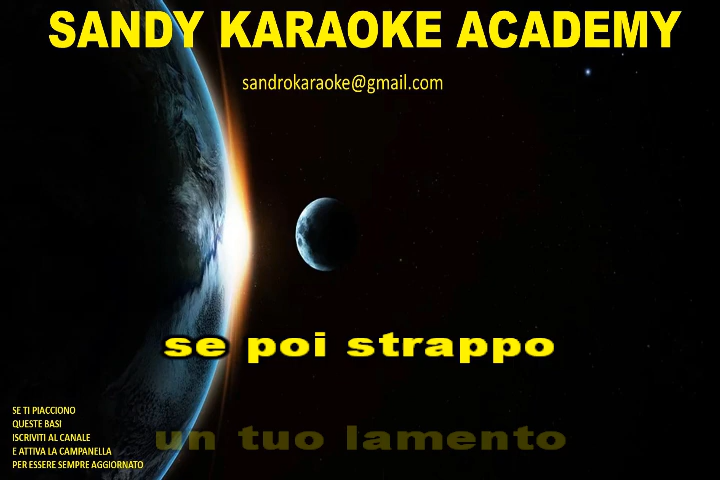 SANDY KARAOKE ACADEMY
sandrokaraoke@gmail.com
se poi strappo
un tuo lamento
SE TI PIACCIONO
QUESTE BASI
ISCRIVITI AL CANALE
E ATTIVA LA CAMPANELLA
PER ESSERE SEMPRE AGGIORNATO